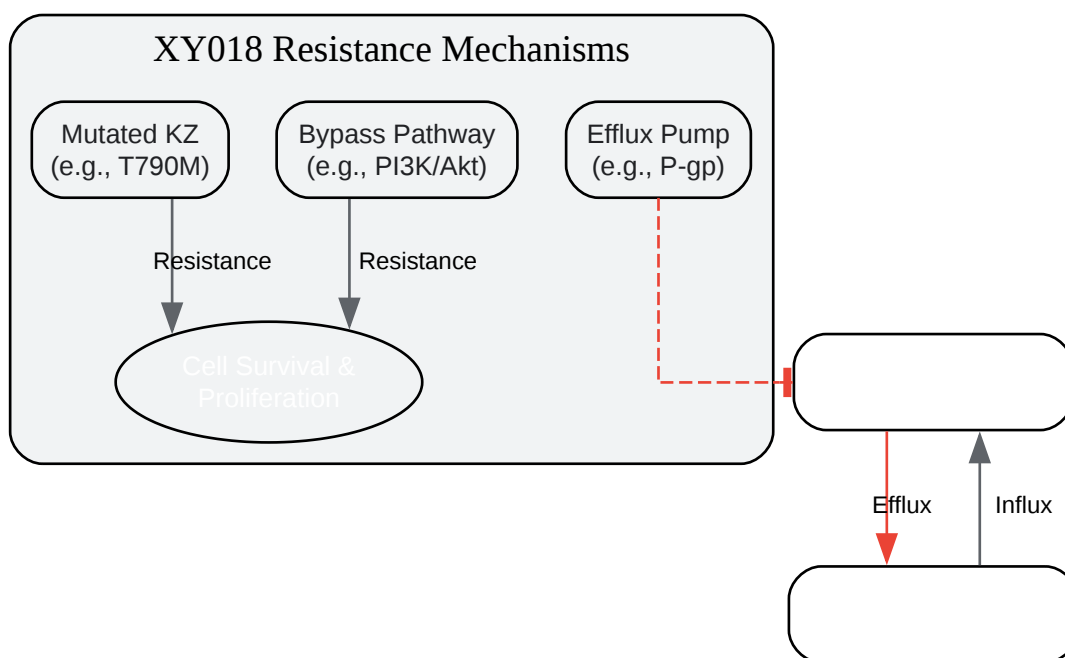 XY018 Resistance Mechanisms
Mutated KZ
(e.g., T790M)
Bypass Pathway
(e.g., PI3K/Akt)
Efflux Pump
(e.g., P-gp)
Resistance
Resistance
Cell Survival &
Proliferation
Efflux
Influx